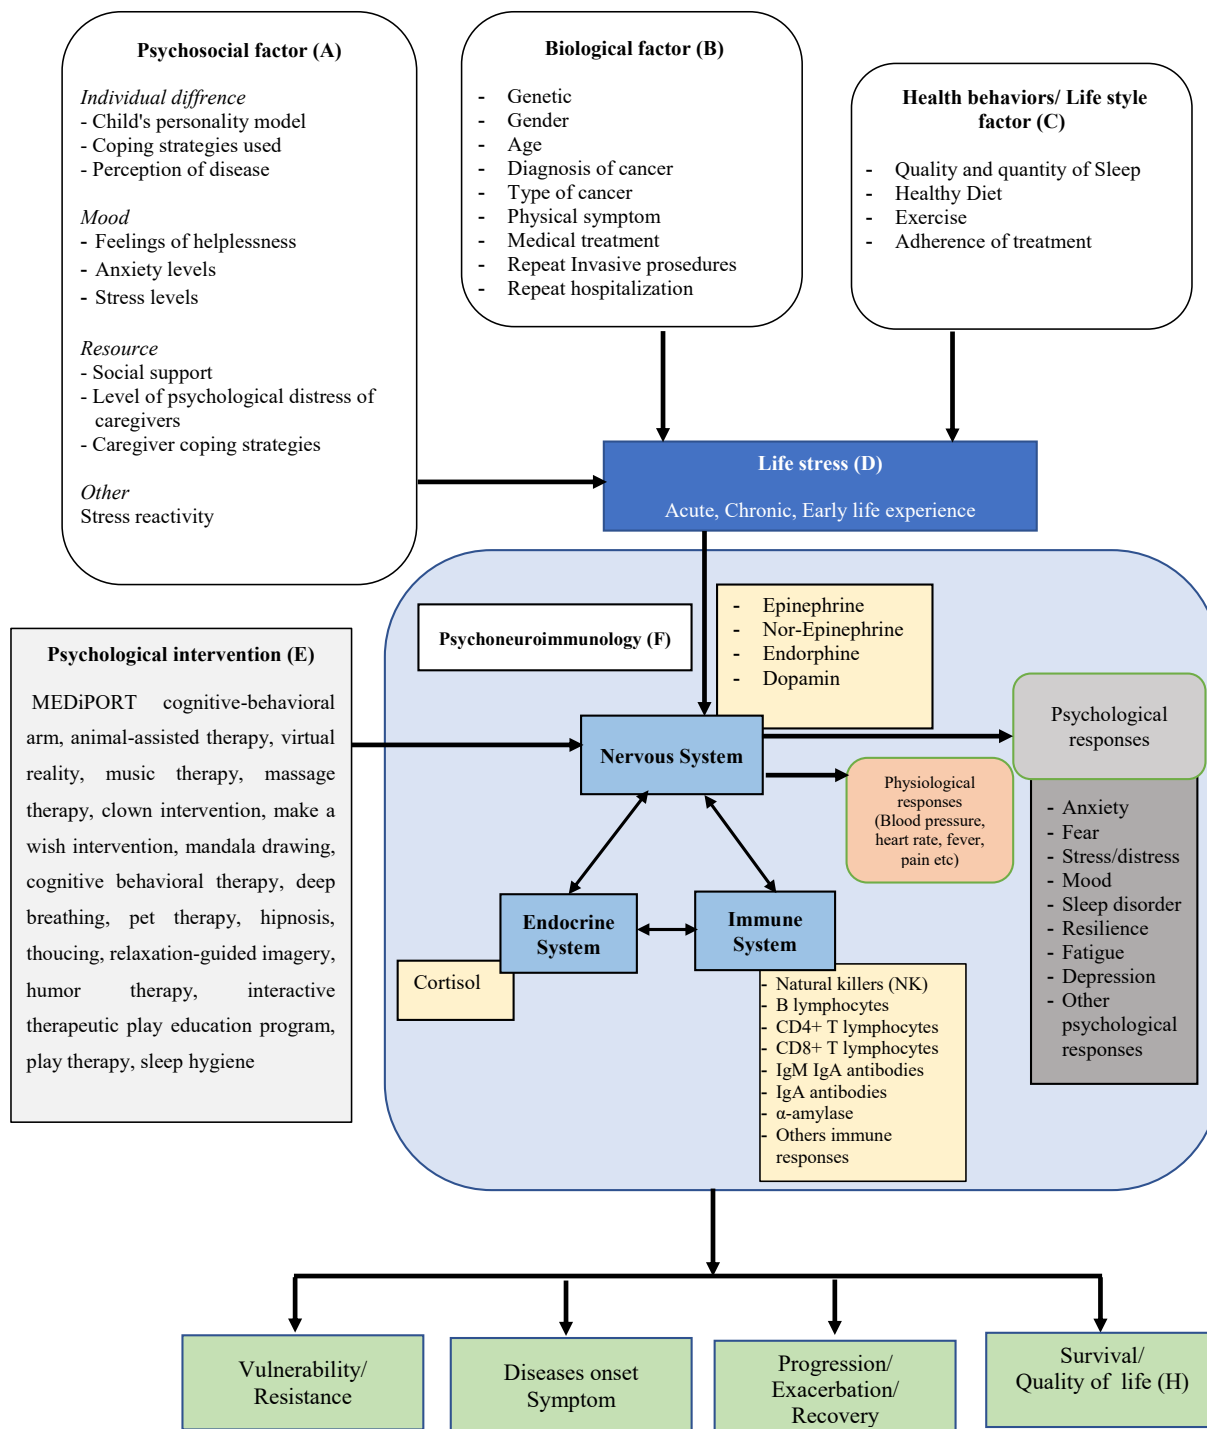 Psychosocial factor (A)
Individual diffrence
- Child's personality model
- Coping strategies used
- Perception of disease
Mood
- Feelings of helplessness
- Anxiety levels
- Stress levels
Resource
- Social support
- Level of psychological distress of
caregivers
- Caregiver coping strategies
Other
Stress reactivity
Biological factor (B)
- Genetic
- Gender
- Age
- Diagnosis of cancer
- Type of cancer
- Physical symptom
- Medical treatment
- Repeat Invasive prosedures
- Repeat hospitalization
Health behaviors/ Life style
factor (C)
- Quality and quantity of Sleep
- Healthy Diet
- Exercise
- Adherence of treatment
Life stress (D)
Acute, Chronic, Early life experience
Psychological intervention (E)
MEDiPORT cognitive-behavioral
arm, animal-assisted therapy, virtual
reality, music therapy, massage
therapy, clown intervention, make a
wish intervention, mandala drawing,
cognitive behavioral therapy, deep
breathing, pet therapy, hipnosis,
thoucing, relaxation-guided imagery,
humor therapy, interactive
therapeutic play education program,
play therapy, sleep hygiene
Psychoneuroimmunology (F)
- Epinephrine
- Nor-Epinephrine
- Endorphine
- Dopamin
Nervous System
Psychological
responses
Physiological
responses
(Blood pressure,
heart rate, fever,
pain etc)
- Anxiety
- Fear
- Stress/distress
- Mood
- Sleep disorder
- Resilience
- Fatigue
- Depression
- Other
psychological
responses
Endocrine
System
Immune
System
Cortisol
- Natural killers (NK)
- B lymphocytes
- CD4+ T lymphocytes
- CD8+ T lymphocytes
- IgM IgA antibodies
- IgA antibodies
- α-amylase
- Others immune
responses
Vulnerability/
Resistance
Diseases onset
Symptom
Progression/
Exacerbation/
Recovery
Survival/
Quality of life (H)